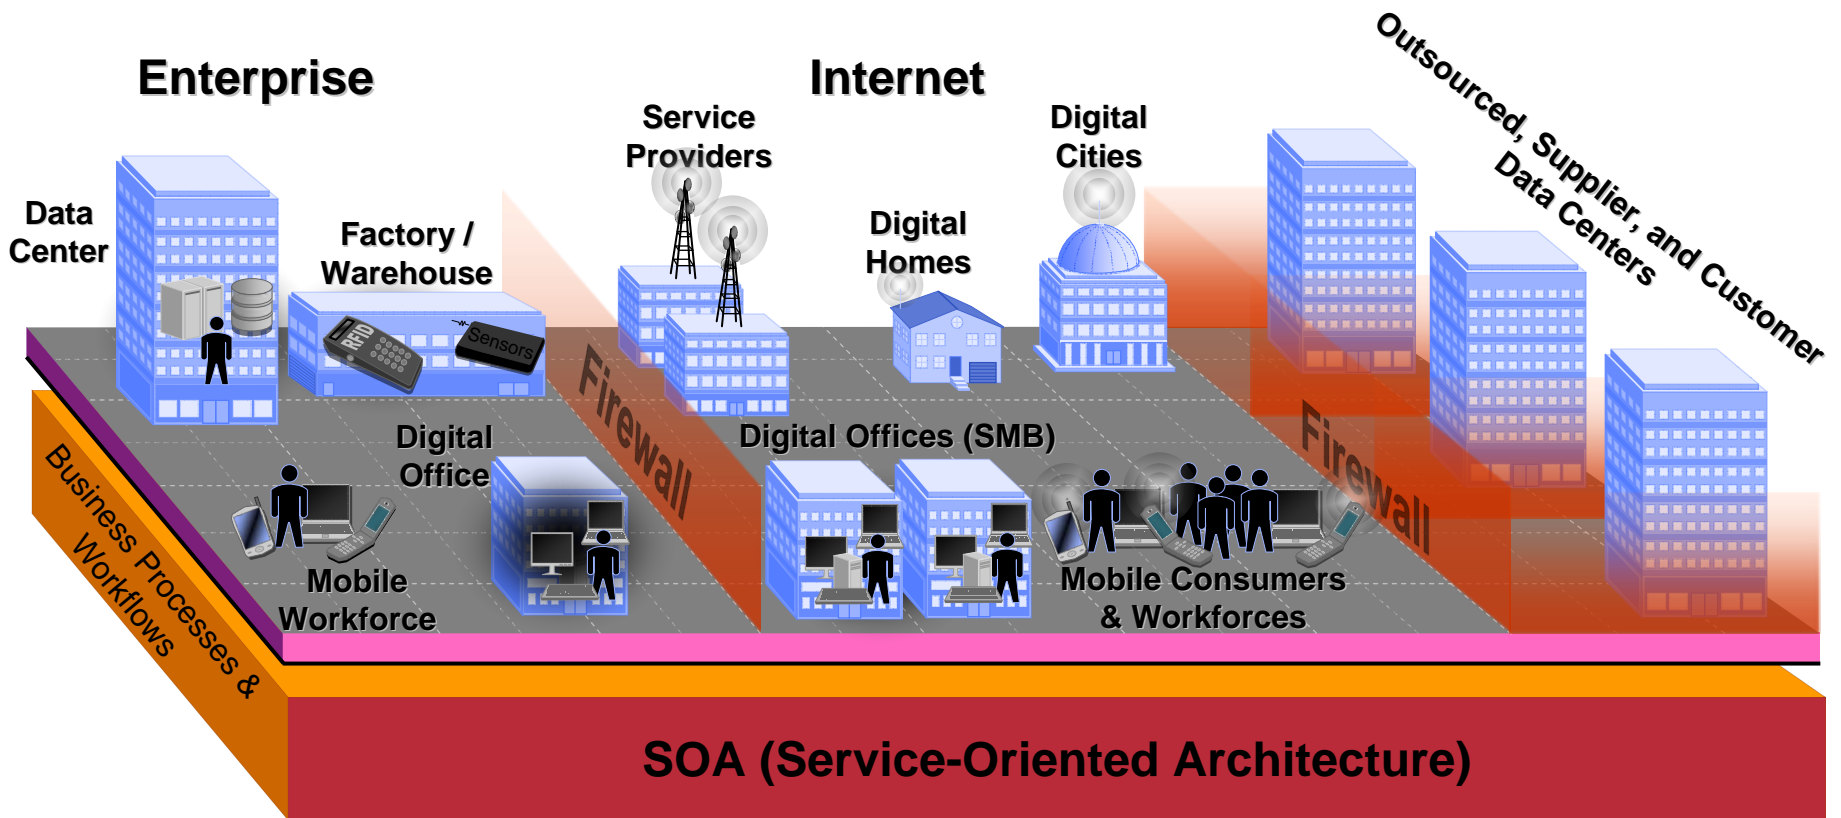 Enterprise
Internet
Outsourced, Supplier, and Customer
Data Centers
Service
Providers
Digital
Cities
Data
Center
Factory /
Warehouse
Digital
Homes
RFID
Sensors
Firewall
Digital
Office
Digital Offices (SMB)
Firewall
Mobile
Workforce
Mobile Consumers
& Workforces
Business Processes &
Workflows
SOA (Service-Oriented Architecture)